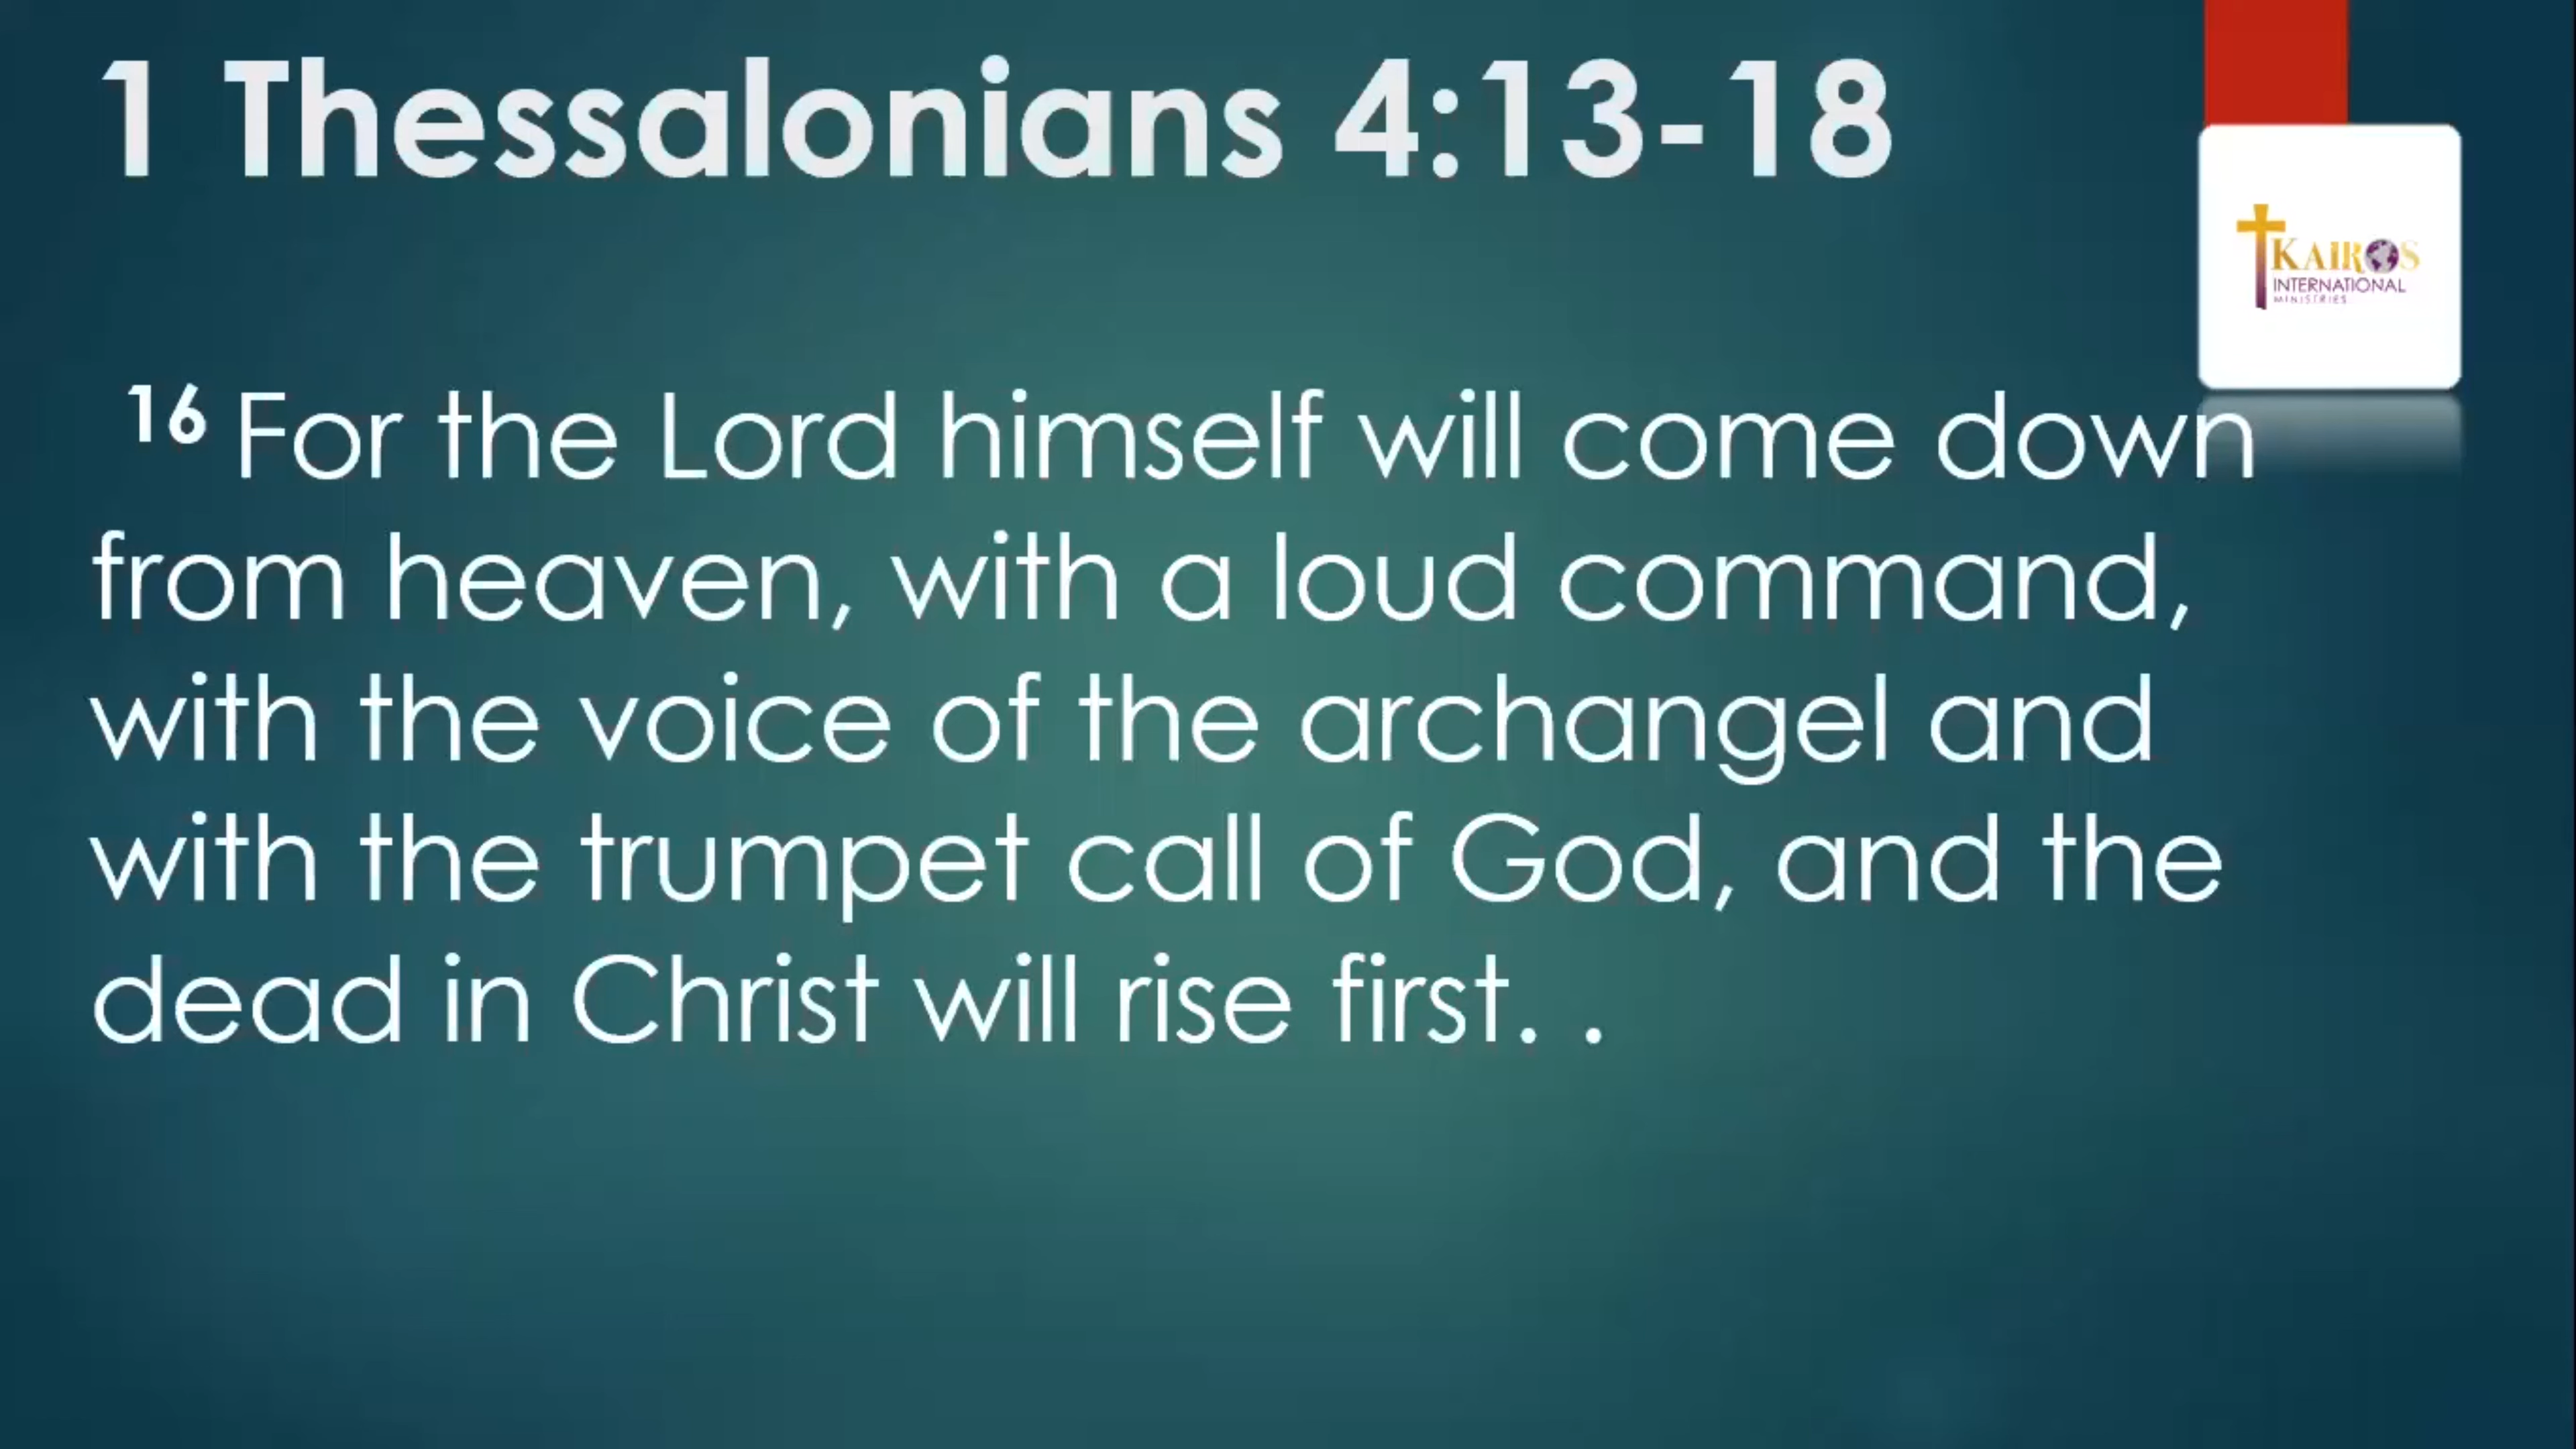 1 Thessalonians 4:13-18
KAIROS
INTERNATIONAL
MINISTRIES
16 For the Lord himself will come down
from heaven, with a loud command,
with the voice of the archangel and
with the trumpet call of God, and the
dead in Christ will rise first. .